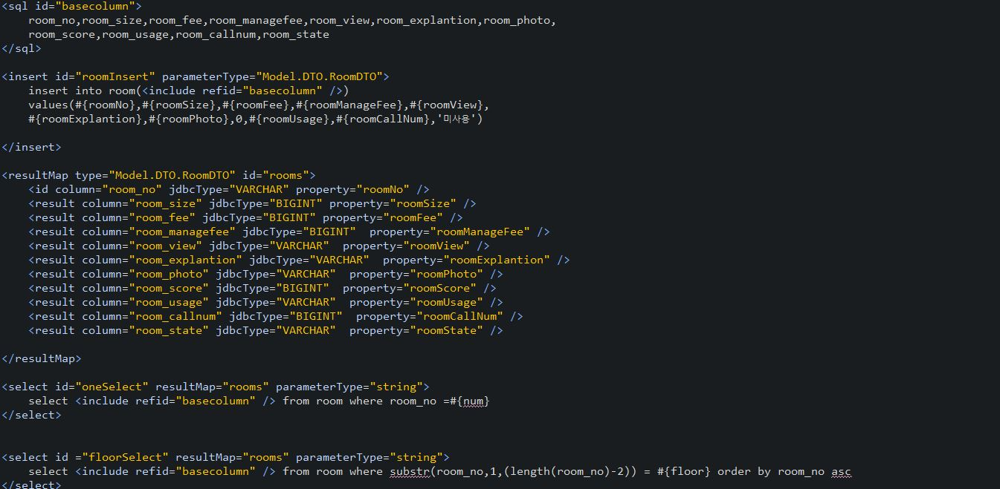 <sql id="basecolumn">
room_no,room_size,room_fee,room_managefee,room_view,room_explantion,room_photo,
room_score,room_usage,room_callnum,room_state
</sql>
<insert id="roomInsert" parameterType="Model.DTO.RoomDTO">
insert into room(<include refid="basecolumn" />)
values(#{roomNo},#{roomSize},#{roomFee},#{roomManageFee},#{roomView},
#{roomExplantion},#{roomPhoto},0,#{roomUsage},#{roomCallNum},'미사용')
</insert>
<resultMap type="Model.DTO.RoomDTO" id="rooms">
<id column="room_no" jdbcType="VARCHAR" property="roomNo" />
<result column="room_size" jdbcType="BIGINT" property="roomSize" />
<result column="room_fee" jdbcType="BIGINT" property="roomFee" />
<result column="room_managefee" jdbcType="BIGINT"  property="roomManageFee" />
<result column="room_view" jdbcType="VARCHAR"  property="roomView" />
<result column="room_explantion" jdbcType="VARCHAR"  property="roomExplantion" />
<result column="room_photo" jdbcType="VARCHAR"  property="roomPhoto" />
<result column="room_score" jdbcType="BIGINT"  property="roomScore" />
<result column="room_usage" jdbcType="VARCHAR"  property="roomUsage" />
<result column="room_callnum" jdbcType="BIGINT"  property="roomCallNum" />
<result column="room_state" jdbcType="VARCHAR"  property="roomState" />
</resultMap>
<select id="oneSelect" resultMap="rooms" parameterType="string">
select <include refid="basecolumn" /> from room where room_no =#{num}
</select>
<select id ="floorSelect" resultMap="rooms" parameterType="string">
select <include refid="basecolumn" /> from room where substr(room_no,1,(length(room_no)-2)) = #{floor} order by room_no asc
</select>